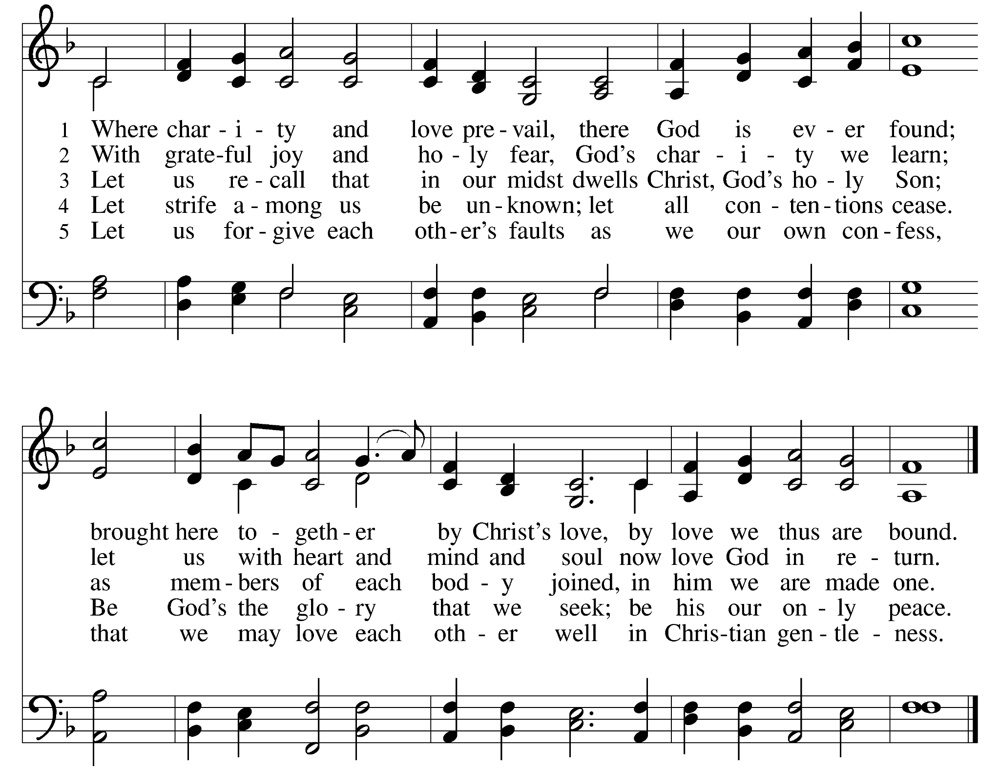 1 Where char - i - ty and love pre - vail, there God is ev - er found;
2 With grate - ful joy and ho - ly fear, God's char - i - ty we learn;
3 Let us re - call that in our midst dwells Christ, God's ho - ly Son;
4 Let strife a - mong us be un - known; let all con - ten - tions cease.
5 Let us for - give each oth - er's faults as we our own con - fess,
brought here to - geth - er by Christ's love, by love we thus are bound.
let us with heart and mind and soul now love God in re - turn.
as mem - bers of each bod - y joined, in him we are made one.
Be God's the glo - ry that we seek; be his our on - ly peace.
that we may love each oth - er well in Chris - tian gen - tle - ness.